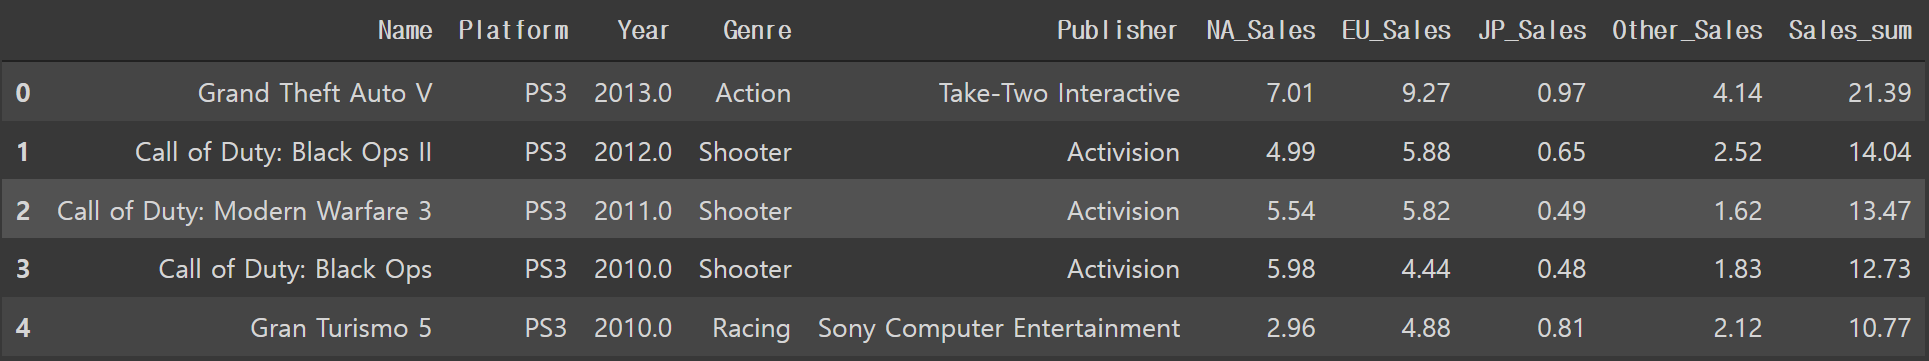 Name Platform Year Genre Publisher NA_Sales EU_Sales JP_Sales Other_Sales Sales_sum
0 Grand Theft Auto V PS3 2013.0 Action Take-Two Interactive 7.01 9.27 0.97 4.14 21.39
1 Call of Duty: Black Ops II PS3 2012.0 Shooter Activision 4.99 5.88 0.65 2.52 14.04
2 Call of Duty: Modern Warfare 3 PS3 2011.0 Shooter Activision 5.54 5.82 0.49 1.62 13.47
3 Call of Duty: Black Ops PS3 2010.0 Shooter Activision 5.98 4.44 0.48 1.83 12.73
4 Gran Turismo 5 PS3 2010.0 Racing Sony Computer Entertainment 2.96 4.88 0.81 2.12 10.77